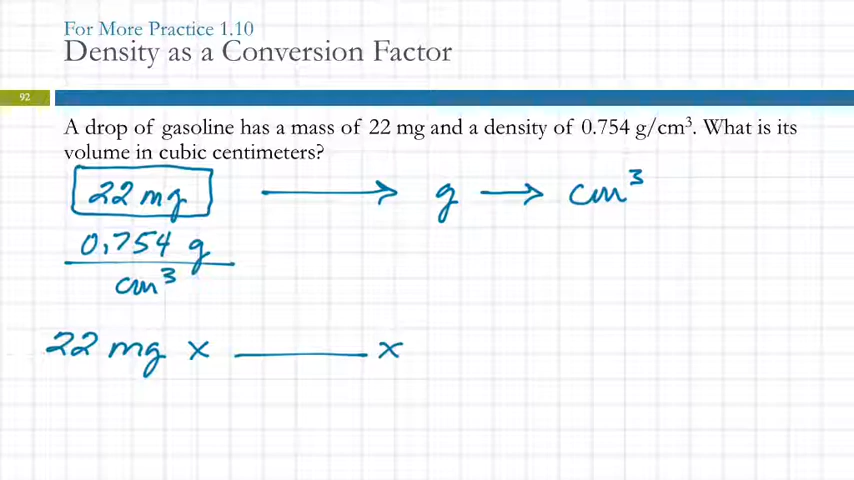 For More Practice 1.10
Density as a Conversion Factor
92
A drop of gasoline has a mass of 22 mg and a density of 0.754 g/cm³. What is its
volume in cubic centimeters?
22 mg ⟶ g ⟶ cm³
0.754 g
cm³
22 mg x ____ x